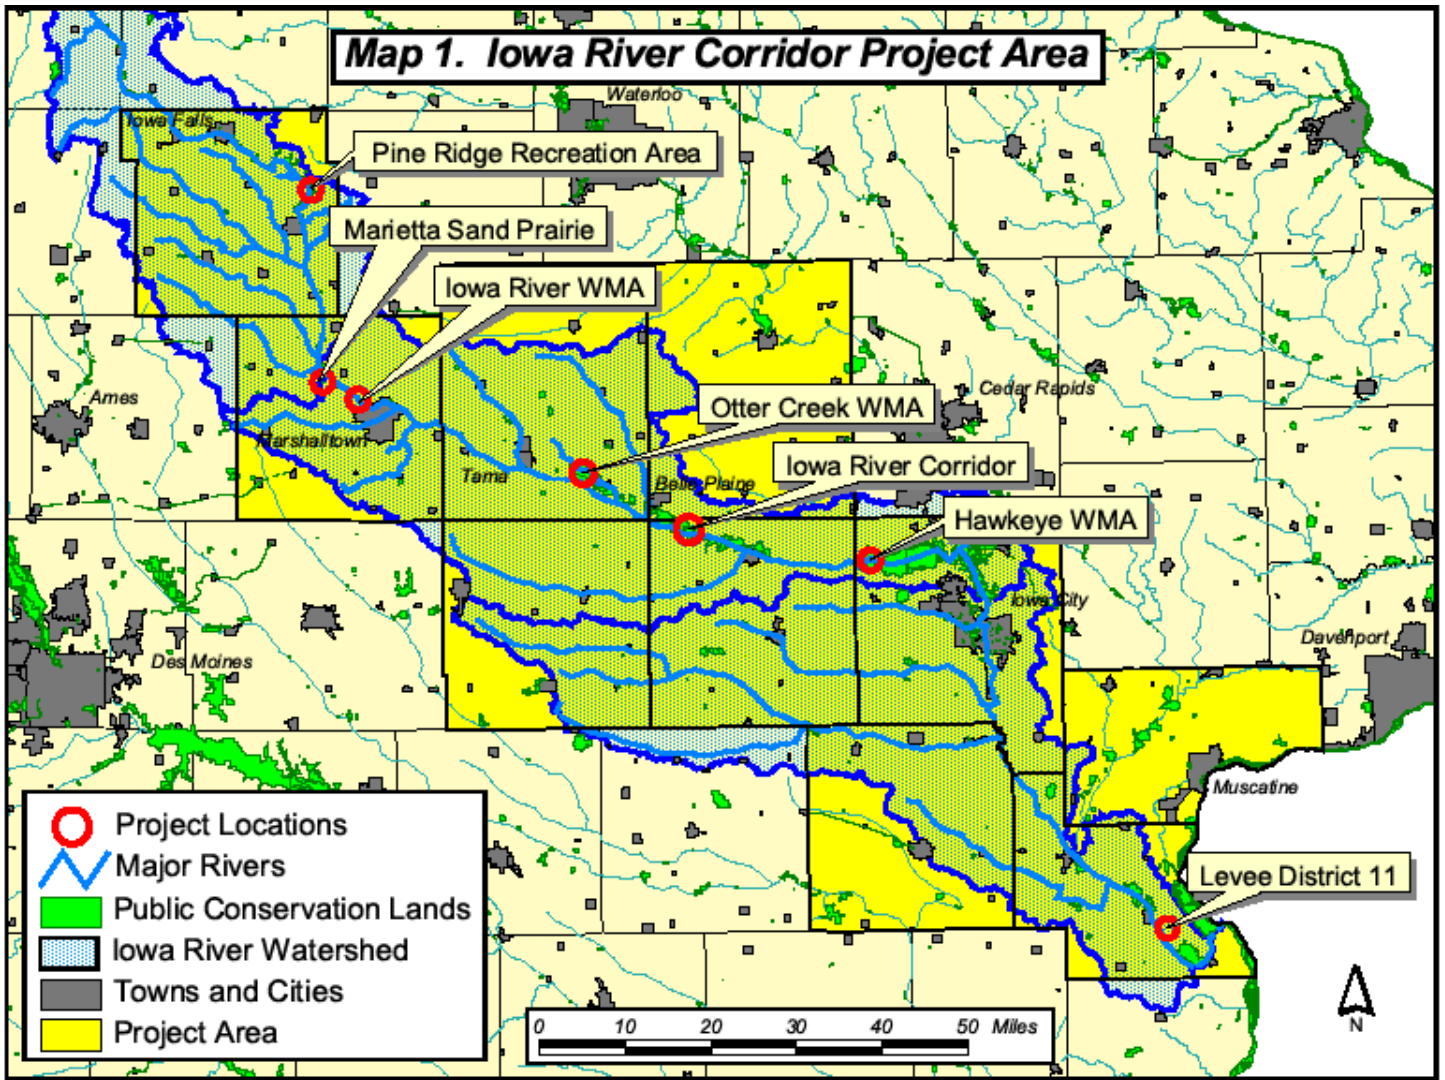 Map 1.  Iowa River Corridor Project Area
Waterloo
Iowa Falls
Pine Ridge Recreation Area
Marietta Sand Prairie
Iowa River WMA
Ames
Cedar Rapids
Otter Creek WMA
Marshalltown
Iowa River Corridor
Tama
Belle Plaine
Hawkeye WMA
Iowa City
Davenport
Des Moines
Muscatine
Project Locations
Major Rivers
Public Conservation Lands
Iowa River Watershed
Towns and Cities
Project Area
Levee District 11
0 10 20 30 40 50 Miles
N